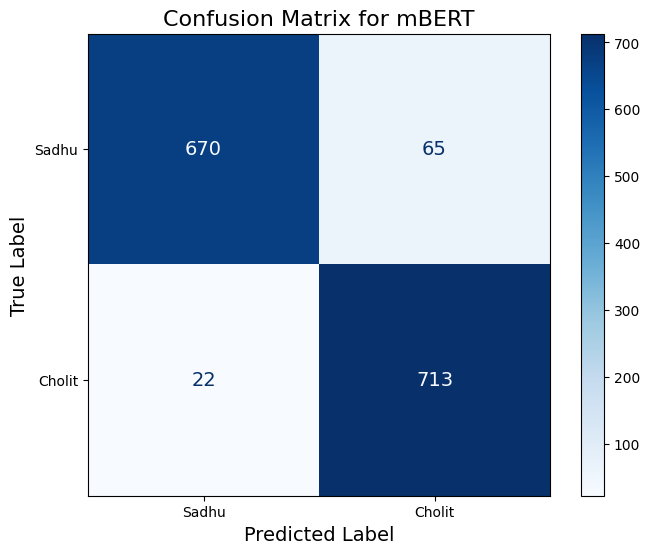 Confusion Matrix for mBERT
True Label
Sadhu
670
65
Cholit
22
713
Sadhu
Cholit
Predicted Label
700
600
500
400
300
200
100